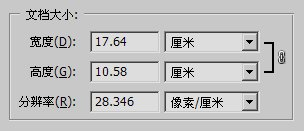 文档大小:
宽度(D): 17.64 厘米
高度(G): 10.58 厘米
分辨率(R): 28.346 像素/厘米